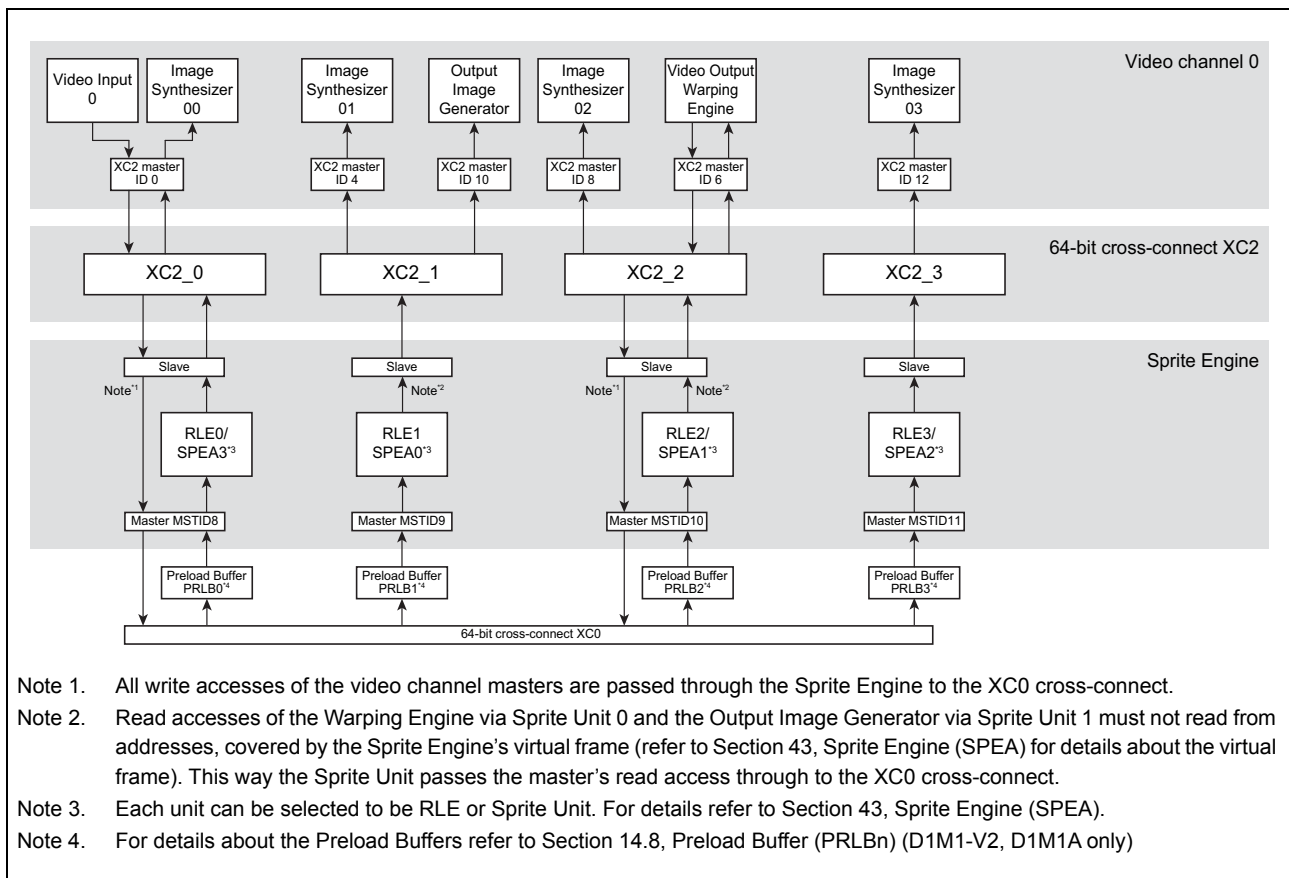 Video channel 0
Video Input
0
Image
Synthesizer
00
Image
Synthesizer
01
Output
Image
Generator
Image
Synthesizer
02
Video Output
Warping
Engine
Image
Synthesizer
03
XC2 master
ID 0
XC2 master
ID 4
XC2 master
ID 10
XC2 master
ID 8
XC2 master
ID 6
XC2 master
ID 12
64-bit cross-connect XC2
XC2_0
XC2_1
XC2_2
XC2_3
Sprite Engine
Slave
Slave
Slave
Slave
Note*1
Note*2
Note*1
Note*2
RLE0/
SPEA3*3
RLE1
SPEA0*3
RLE2/
SPEA1*3
RLE3/
SPEA2*3
Master MSTID8
Master MSTID9
Master MSTID10
Master MSTID11
Preload Buffer
PRLB0*4
Preload Buffer
PRLB1*4
Preload Buffer
PRLB2*4
Preload Buffer
PRLB3*4
64-bit cross-connect XC0
Note 1. All write accesses of the video channel masters are passed through the Sprite Engine to the XC0 cross-connect.
Note 2. Read accesses of the Warping Engine via Sprite Unit 0 and the Output Image Generator via Sprite Unit 1 must not read from
addresses, covered by the Sprite Engine's virtual frame (refer to Section 43, Sprite Engine (SPEA) for details about the virtual
frame). This way the Sprite Unit passes the master's read access through to the XC0 cross-connect.
Note 3. Each unit can be selected to be RLE or Sprite Unit. For details refer to Section 43, Sprite Engine (SPEA).
Note 4. For details about the Preload Buffers refer to Section 14.8, Preload Buffer (PRLBn) (D1M1-V2, D1M1A only)